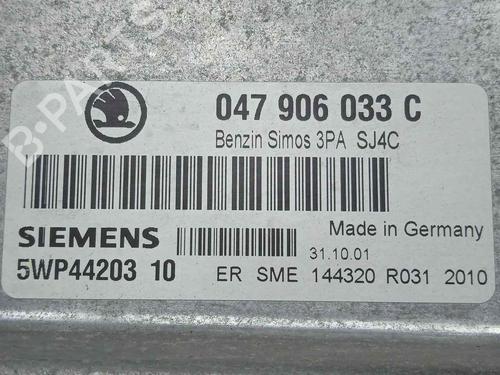 B-PARTS
047 906 033 C
Benzin Simos 3PA SJ4C
Made in Germany
SIEMENS
31.10.01
5WP44203 10
ER SME 144320 R031 2010